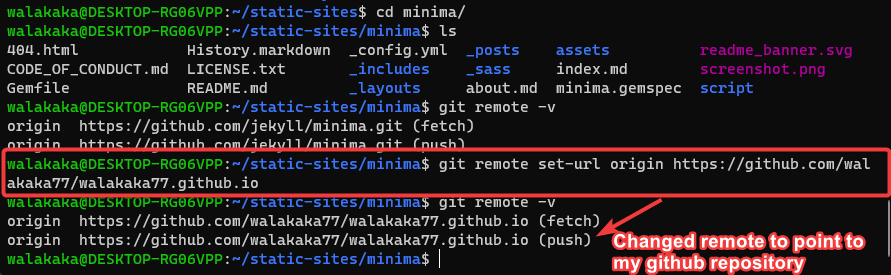 walakaka@DESKTOP-RG06VPP:~/static-sites$ cd minima/
walakaka@DESKTOP-RG06VPP:~/static-sites/minima$ ls
404.html History.markdown _config.yml _posts assets readme_banner.svg
CODE_OF_CONDUCT.md LICENSE.txt _includes _sass index.md screenshot.png
Gemfile README.md _layouts about.md minima.gemspec script
walakaka@DESKTOP-RG06VPP:~/static-sites/minima$ git remote -v
origin https://github.com/jekyll/minima.git (fetch)
origin https://github.com/jekyll/minima.git (push)
walakaka@DESKTOP-RG06VPP:~/static-sites/minima$ git remote set-url origin https://github.com/wal
akaka77/walakaka77.github.io
walakaka@DESKTOP-RG06VPP:~/static-sites/minima$ git remote -v
origin https://github.com/walakaka77/walakaka77.github.io (fetch)
origin https://github.com/walakaka77/walakaka77.github.io (push)
walakaka@DESKTOP-RG06VPP:~/static-sites/minima$
Changed remote to point to
my github repository